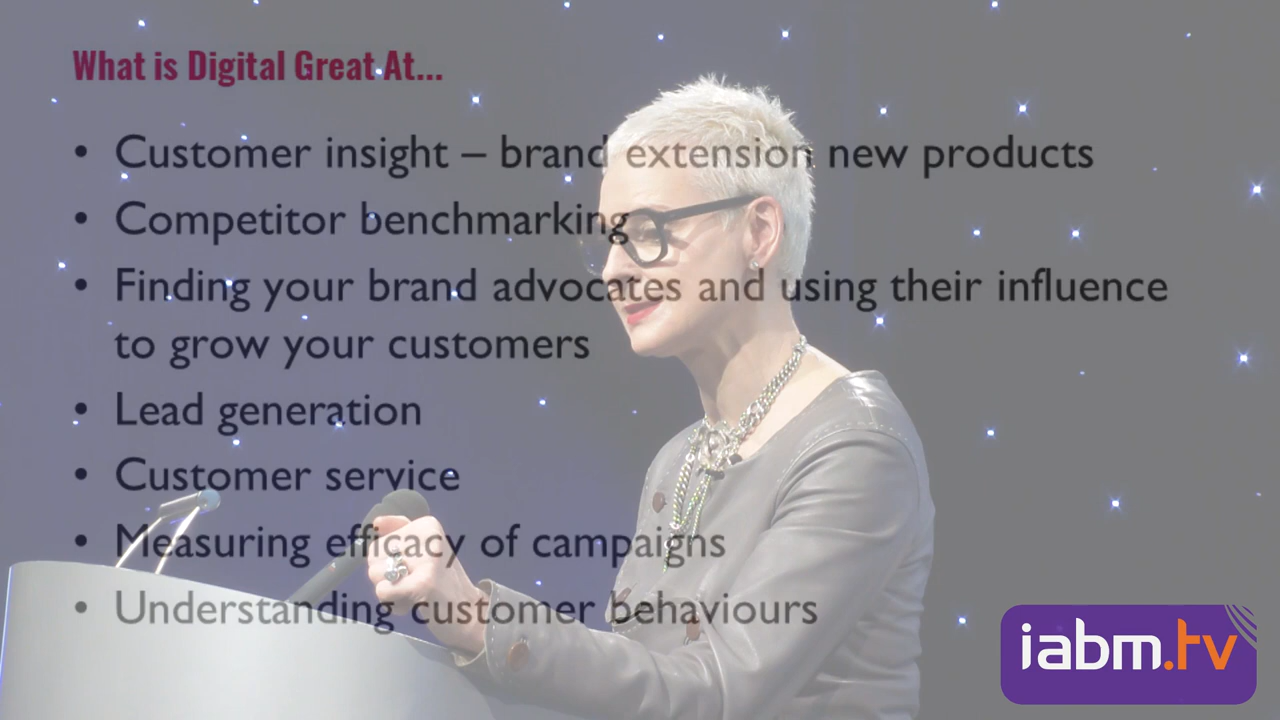 What is Digital Great At...
• Customer insight – brand extension new products
• Competitor benchmarking
• Finding your brand advocates and using their influence
to grow your customers
• Lead generation
• Customer service
• Measuring efficacy of campaigns
• Understanding customer behaviours
iabm.tv